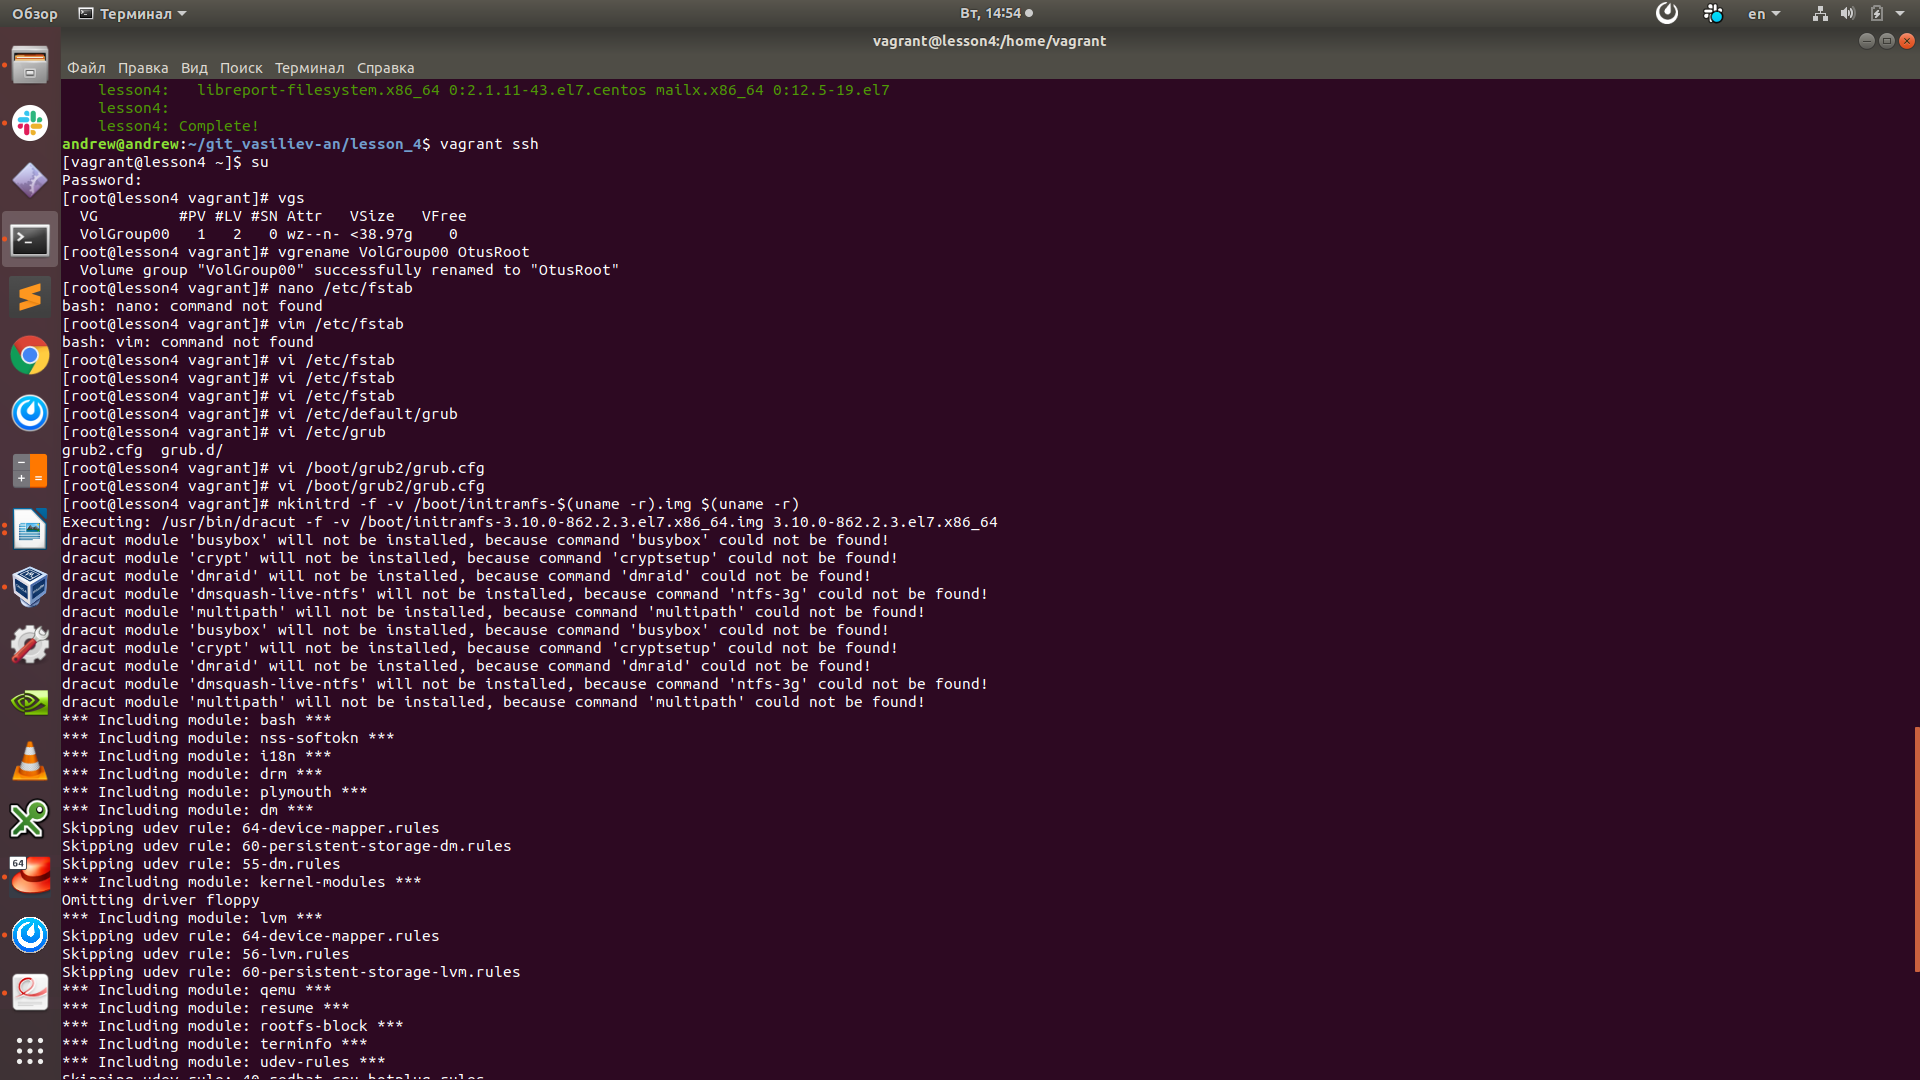 Обзор Терминал Вт, 14:54 en
vagrant@lesson4:/home/vagrant
Файл Правка Вид Поиск Терминал Справка
    lesson4:   libreport-filesystem.x86_64 0:2.1.11-43.el7.centos mailx.x86_64 0:12.5-19.el7
    lesson4:
    lesson4: Complete!
andrew@andrew:~/git_vasiliev-an/lesson_4$ vagrant ssh
[vagrant@lesson4 ~]$ su
Password:
[root@lesson4 vagrant]# vgs
  VG         #PV #LV #SN Attr   VSize   VFree
  VolGroup00   1   2   0 wz--n- <38.97g    0
[root@lesson4 vagrant]# vgrename VolGroup00 OtusRoot
  Volume group "VolGroup00" successfully renamed to "OtusRoot"
[root@lesson4 vagrant]# nano /etc/fstab
bash: nano: command not found
[root@lesson4 vagrant]# vim /etc/fstab
bash: vim: command not found
[root@lesson4 vagrant]# vi /etc/fstab
[root@lesson4 vagrant]# vi /etc/fstab
[root@lesson4 vagrant]# vi /etc/fstab
[root@lesson4 vagrant]# vi /etc/default/grub
[root@lesson4 vagrant]# vi /etc/grub
grub2.cfg  grub.d/
[root@lesson4 vagrant]# vi /boot/grub2/grub.cfg
[root@lesson4 vagrant]# vi /boot/grub2/grub.cfg
[root@lesson4 vagrant]# mkinitrd -f -v /boot/initramfs-$(uname -r).img $(uname -r)
Executing: /usr/bin/dracut -f -v /boot/initramfs-3.10.0-862.2.3.el7.x86_64.img 3.10.0-862.2.3.el7.x86_64
dracut module 'busybox' will not be installed, because command 'busybox' could not be found!
dracut module 'crypt' will not be installed, because command 'cryptsetup' could not be found!
dracut module 'dmraid' will not be installed, because command 'dmraid' could not be found!
dracut module 'dmsquash-live-ntfs' will not be installed, because command 'ntfs-3g' could not be found!
dracut module 'multipath' will not be installed, because command 'multipath' could not be found!
dracut module 'busybox' will not be installed, because command 'busybox' could not be found!
dracut module 'crypt' will not be installed, because command 'cryptsetup' could not be found!
dracut module 'dmraid' will not be installed, because command 'dmraid' could not be found!
dracut module 'dmsquash-live-ntfs' will not be installed, because command 'ntfs-3g' could not be found!
dracut module 'multipath' will not be installed, because command 'multipath' could not be found!
*** Including module: bash ***
*** Including module: nss-softokn ***
*** Including module: i18n ***
*** Including module: drm ***
*** Including module: plymouth ***
*** Including module: dm ***
Skipping udev rule: 64-device-mapper.rules
Skipping udev rule: 60-persistent-storage-dm.rules
Skipping udev rule: 55-dm.rules
*** Including module: kernel-modules ***
Omitting driver floppy
*** Including module: lvm ***
Skipping udev rule: 64-device-mapper.rules
Skipping udev rule: 56-lvm.rules
Skipping udev rule: 60-persistent-storage-lvm.rules
*** Including module: qemu ***
*** Including module: resume ***
*** Including module: rootfs-block ***
*** Including module: terminfo ***
*** Including module: udev-rules ***
Skipping udev rule: 40-redhat-cpu-hotplug.rules
64